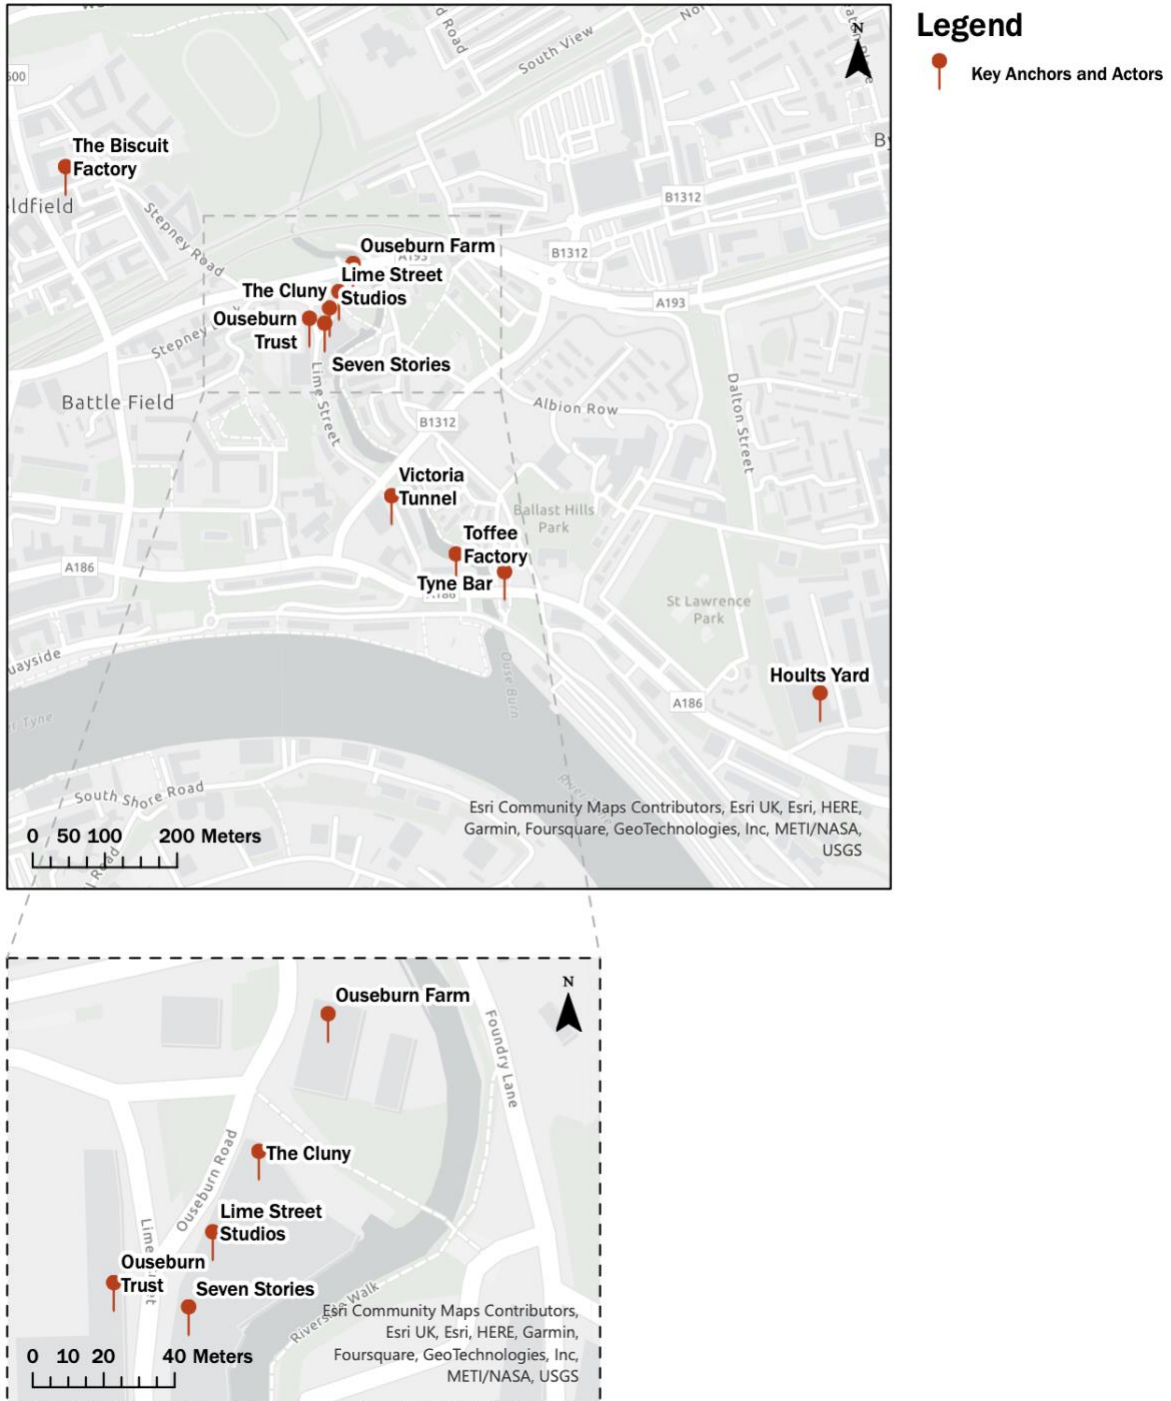 Legend
Key Anchors and Actors
N
South View
The Biscuit
Factory
ldfield
Stepney Road
B1312
Ouseburn Farm
A193
B1312
Lime Street
Studios
The Cluny
A193
Ouseburn
Trust
Seven Stories
Lime Street
Battle Field
B1312
Albion Row
Dalton Street
Victoria
Tunnel
Ballast Hills
Park
Toffee
Factory
Tyne Bar
A186
A186
St Lawrence
Park
Ouse Burn
Hoults Yard
A186
South Shore Road
0 50 100 200 Meters
Esri Community Maps Contributors, Esri UK, Esri, HERE,
Garmin, Foursquare, GeoTechnologies, Inc, METI/NASA,
USGS
N
Ouseburn Farm
Foundry Lane
The Cluny
Ouseburn Road
Lime Street
Studios
Ouseburn
Trust
Seven Stories
Esri Community Maps Contributors,
Esri UK, Esri, HERE, Garmin,
Foursquare, GeoTechnologies, Inc,
METI/NASA, USGS
0 10 20 40 Meters